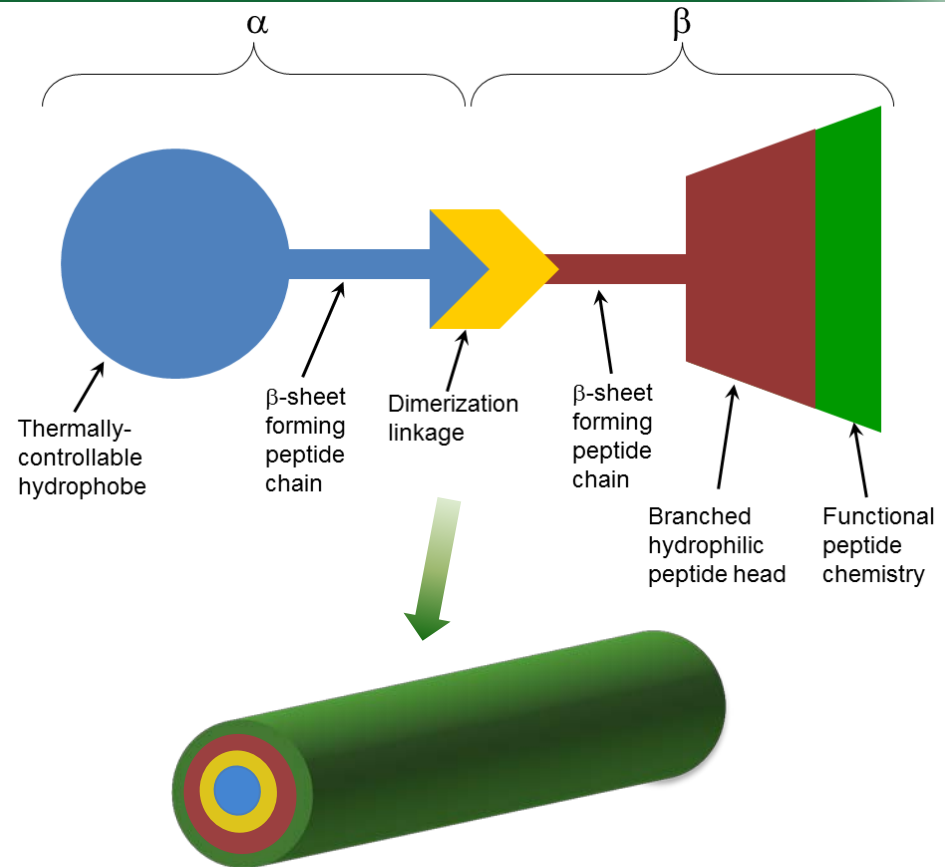 α
β
Thermally-
controllable
hydrophobe
β-sheet
forming
peptide
chain
Dimerization
linkage
β-sheet
forming
peptide
chain
Branched
hydrophilic
peptide head
Functional
peptide
chemistry